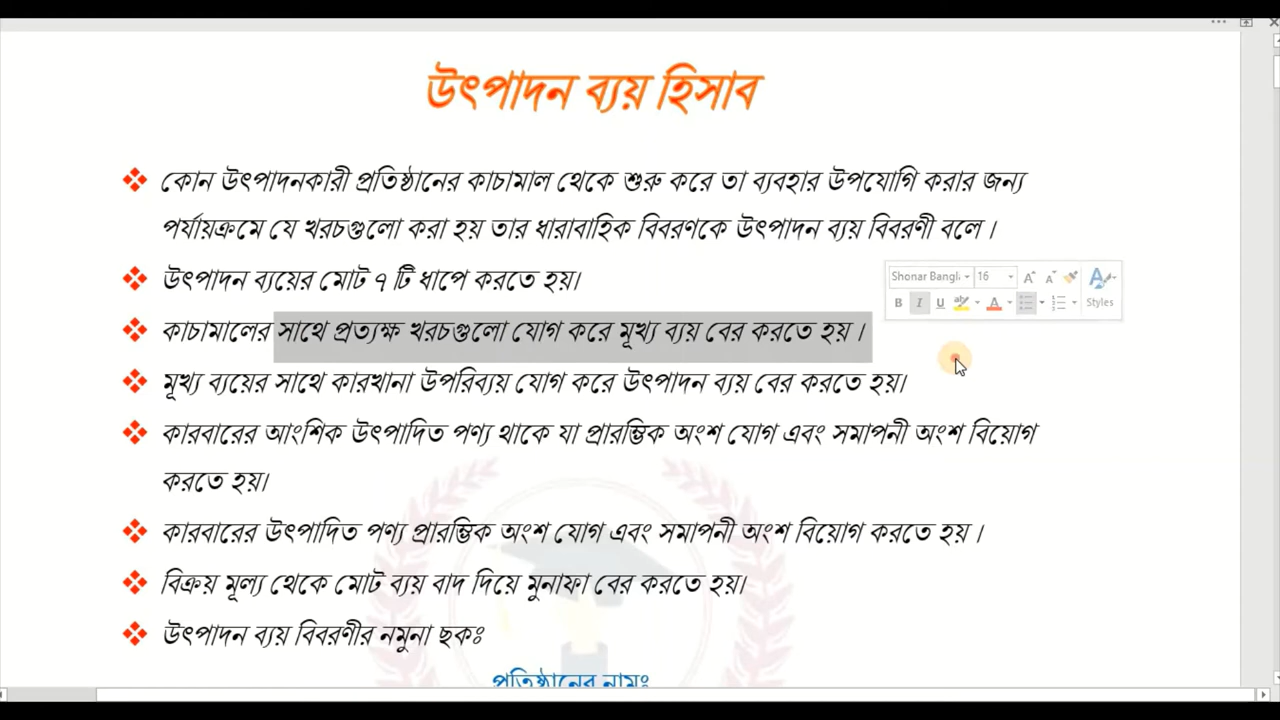 উৎপাদন ব্যয় হিসাব
কোন উৎপাদনকারী প্রতিষ্ঠানের কাচামাল থেকে শুরু করে তা ব্যবহার উপযোগি করার জন্য
পর্যায়ক্রমে যে খরচগুলো করা হয় তার ধারাবাহিক বিবরণকে উৎপাদন ব্যয় বিবরণী বলে।
উৎপাদন ব্যয়ের মোট ৭ টি ধাপে করতে হয়।
Shonar Bangl 16
B I U ab A Styles
কাচামালের সাথে প্রত্যক্ষ খরচগুলো যোগ করে মূখ্য ব্যয় বের করতে হয়।
মূখ্য ব্যয়ের সাথে কারখানা উপরিব্যয় যোগ করে উৎপাদন ব্যয় বের করতে হয়।
কারবারের আংশিক উৎপাদিত পণ্য থাকে যা প্রারম্ভিক অংশ যোগ এবং সমাপনী অংশ বিয়োগ
করতে হয়।
কারবারের উৎপাদিত পণ্য প্রারম্ভিক অংশ যোগ এবং সমাপনী অংশ বিয়োগ করতে হয়।
বিক্রয় মূল্য থেকে মোট ব্যয় বাদ দিয়ে মুনাফা বের করতে হয়।
উৎপাদন ব্যয় বিবরণীর নমুনা ছকঃ
প্রতিষ্ঠানের নামঃ